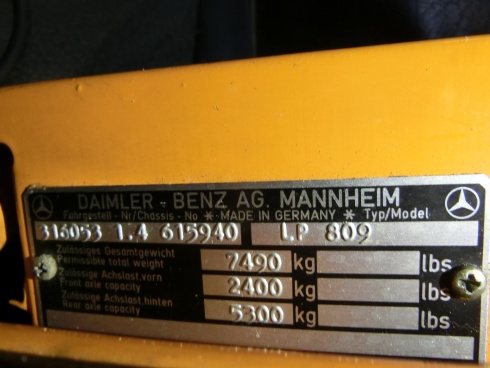 DAIMLER - BENZ AG. MANNHEIM
Fahrgestell - Nr/Chassis - No * MADE IN GERMANY * Typ/Model
316053 1.4 615940 LP 809
Zulässiges Gesamtgewicht
Permissible total weight 7490 kg lbs
Zulässige Achslast.vorn
Front axle capacity 2400 kg lbs
Zulässige Achslast.hinten
Rear axle capacity 5300 kg lbs